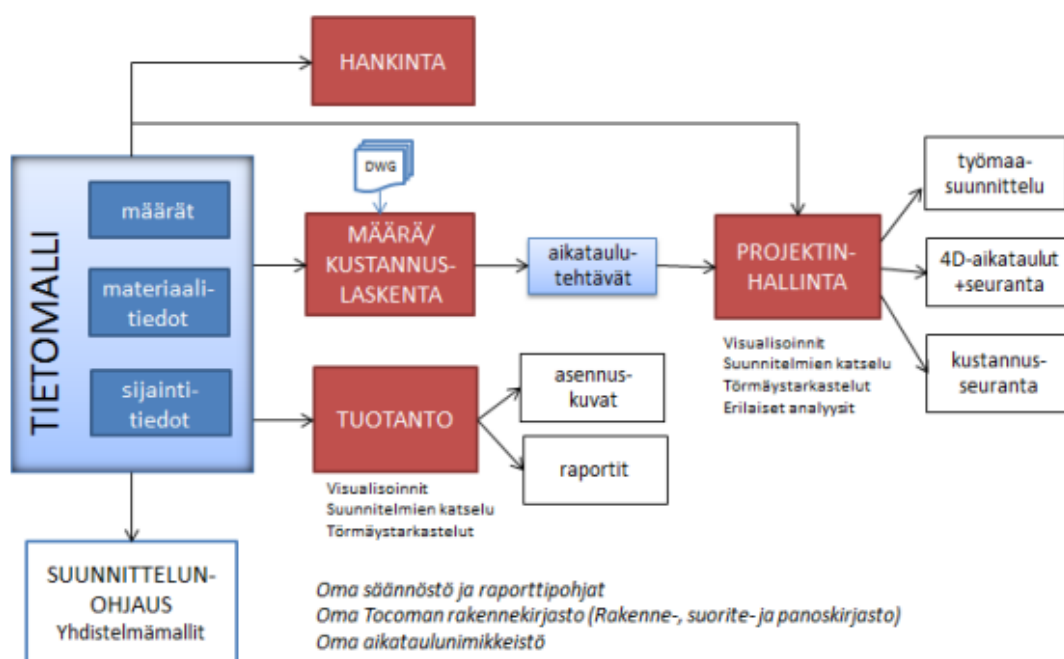 HANKINTA
TIETOMALLI
määrät
materiaali-
tiedot
sijainti-
tiedot
DWG
MÄÄRÄ/
KUSTANNUS-
LASKENTA
aikataulu-
tehtävät
PROJEKTIN-
HALLINTA
Visualisoinnit
Suunnitelmien katselu
Törmäystarkastelut
Erilaiset analyysit
työmaa-
suunnittelu
4D-aikataulut
+seuranta
kustannus-
seuranta
TUOTANTO
Visualisoinnit
Suunnitelmien katselu
Törmäystarkastelut
asennus-
kuvat
raportit
SUUNNITTELUN-
OHJAUS
Yhdistelmämallit
Oma säännöstö ja raporttipohjat
Oma Tocoman rakennekirjasto (Rakenne-, suorite- ja panoskirjasto)
Oma aikataulunimikkeistö